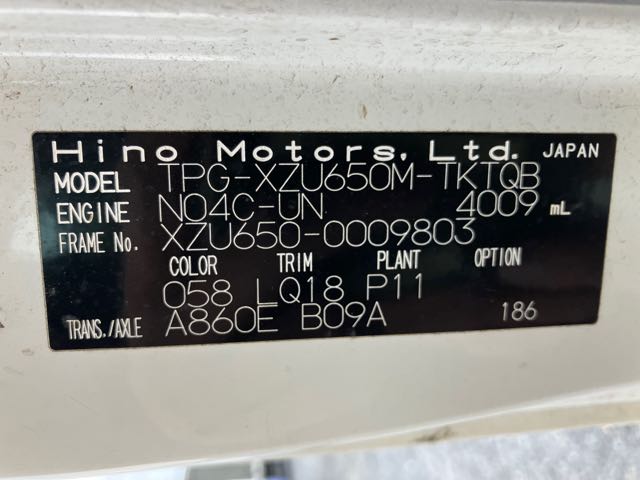 Hino Motors, Ltd. JAPAN
MODEL TPG-XZU650M-TKTQB
ENGINE N04C-UN 4009 mL
FRAME No. XZU650-0009803
COLOR TRIM PLANT OPTION
058 LQ18 P11
TRANS./AXLE A860E B09A 186